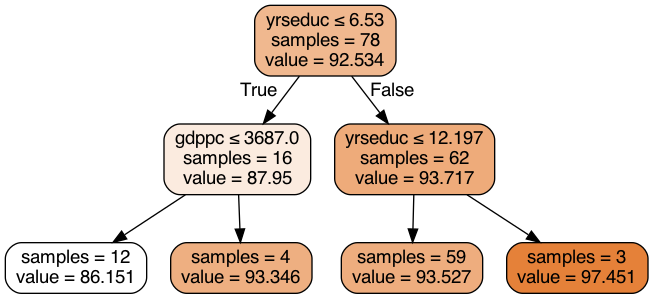 yrseduc ≤ 6.53
samples = 78
value = 92.534
True
False
gdppc ≤ 3687.0
samples = 16
value = 87.95
yrseduc ≤ 12.197
samples = 62
value = 93.717
samples = 12
value = 86.151
samples = 4
value = 93.346
samples = 59
value = 93.527
samples = 3
value = 97.451